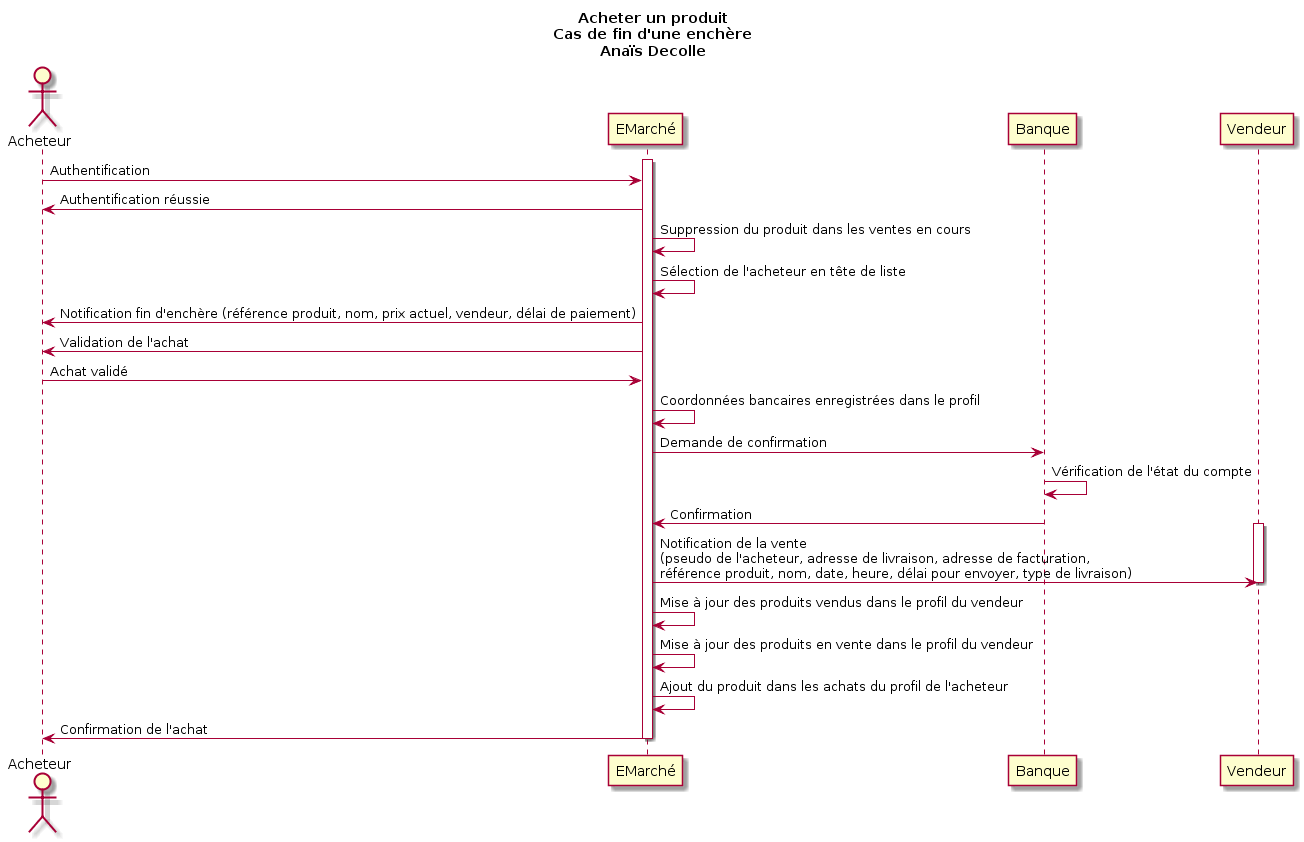 Acheter un produit
Cas de fin d'une enchère
Anaïs Decolle
Acheteur
EMarché
Banque
Vendeur
Authentification
Authentification réussie
Suppression du produit dans les ventes en cours
Sélection de l'acheteur en tête de liste
Notification fin d'enchère (référence produit, nom, prix actuel, vendeur, délai de paiement)
Validation de l'achat
Achat validé
Coordonnées bancaires enregistrées dans le profil
Demande de confirmation
Vérification de l'état du compte
Confirmation
Notification de la vente
(pseudo de l'acheteur, adresse de livraison, adresse de facturation,
référence produit, nom, date, heure, délai pour envoyer, type de livraison)
Mise à jour des produits vendus dans le profil du vendeur
Mise à jour des produits en vente dans le profil du vendeur
Ajout du produit dans les achats du profil de l'acheteur
Confirmation de l'achat
Acheteur
EMarché
Banque
Vendeur